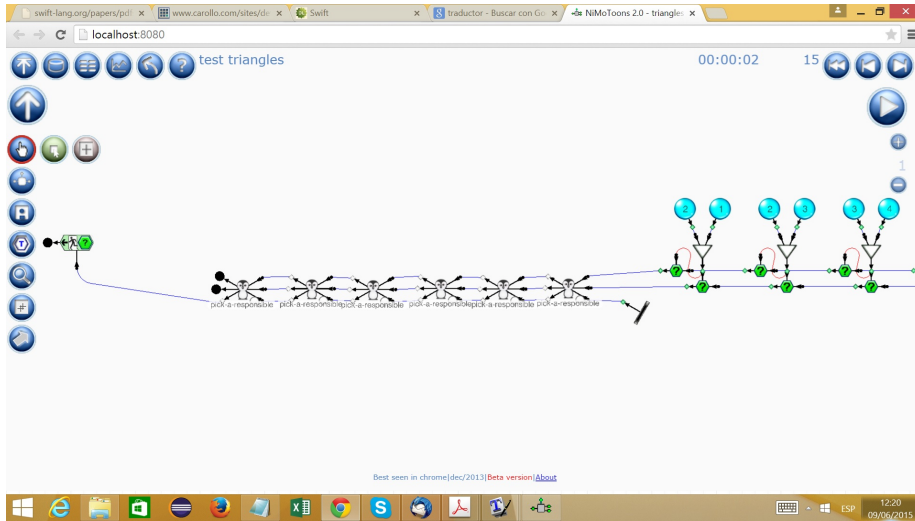 swift-lang.org/papers/pdf
www.carollo.com/sites/de
Swift
traductor - Buscar con Go
NiMoToons 2.0 - triangles
localhost:8080
test triangles
00:00:02
15
1
2 1 2 3 3 4
T
#
? ? ? ? ? ? ?
pick-a-responsible pick-a-responsible pick-a-responsible pick-a-responsible pick-a-responsible pick-a-responsible
Best seen in chrome|dec/2013|Beta version|About
ESP
12:20
09/06/2015